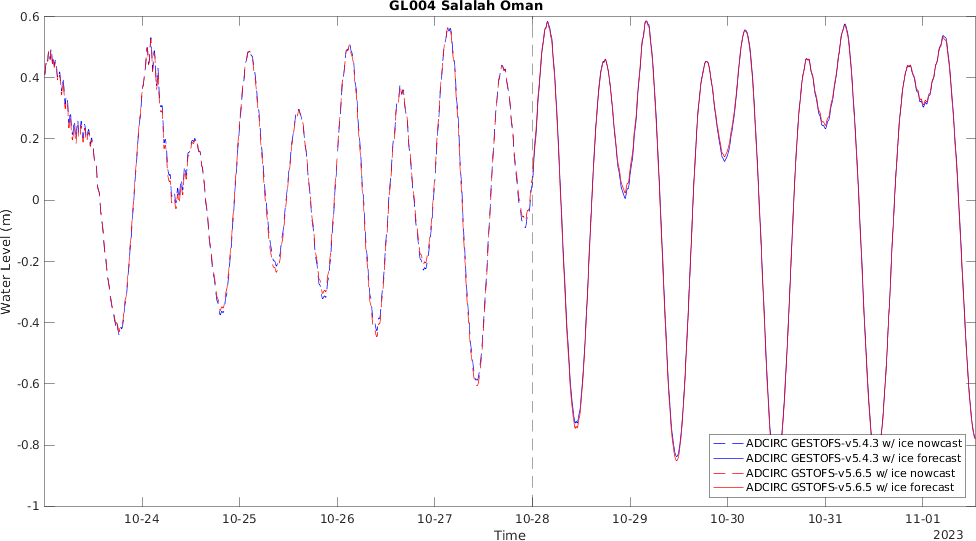 GL004 Salalah Oman
0.6
0.4
0.2
0
-0.2
-0.4
-0.6
-0.8
-1
Water Level (m)
ADCIRC GESTOFS-v5.4.3 w/ ice nowcast
ADCIRC GESTOFS-v5.4.3 w/ ice forecast
ADCIRC GSTOFS-v5.6.5 w/ ice nowcast
ADCIRC GSTOFS-v5.6.5 w/ ice forecast
10-24 10-25 10-26 10-27 10-28 10-29 10-30 10-31 11-01
Time
2023